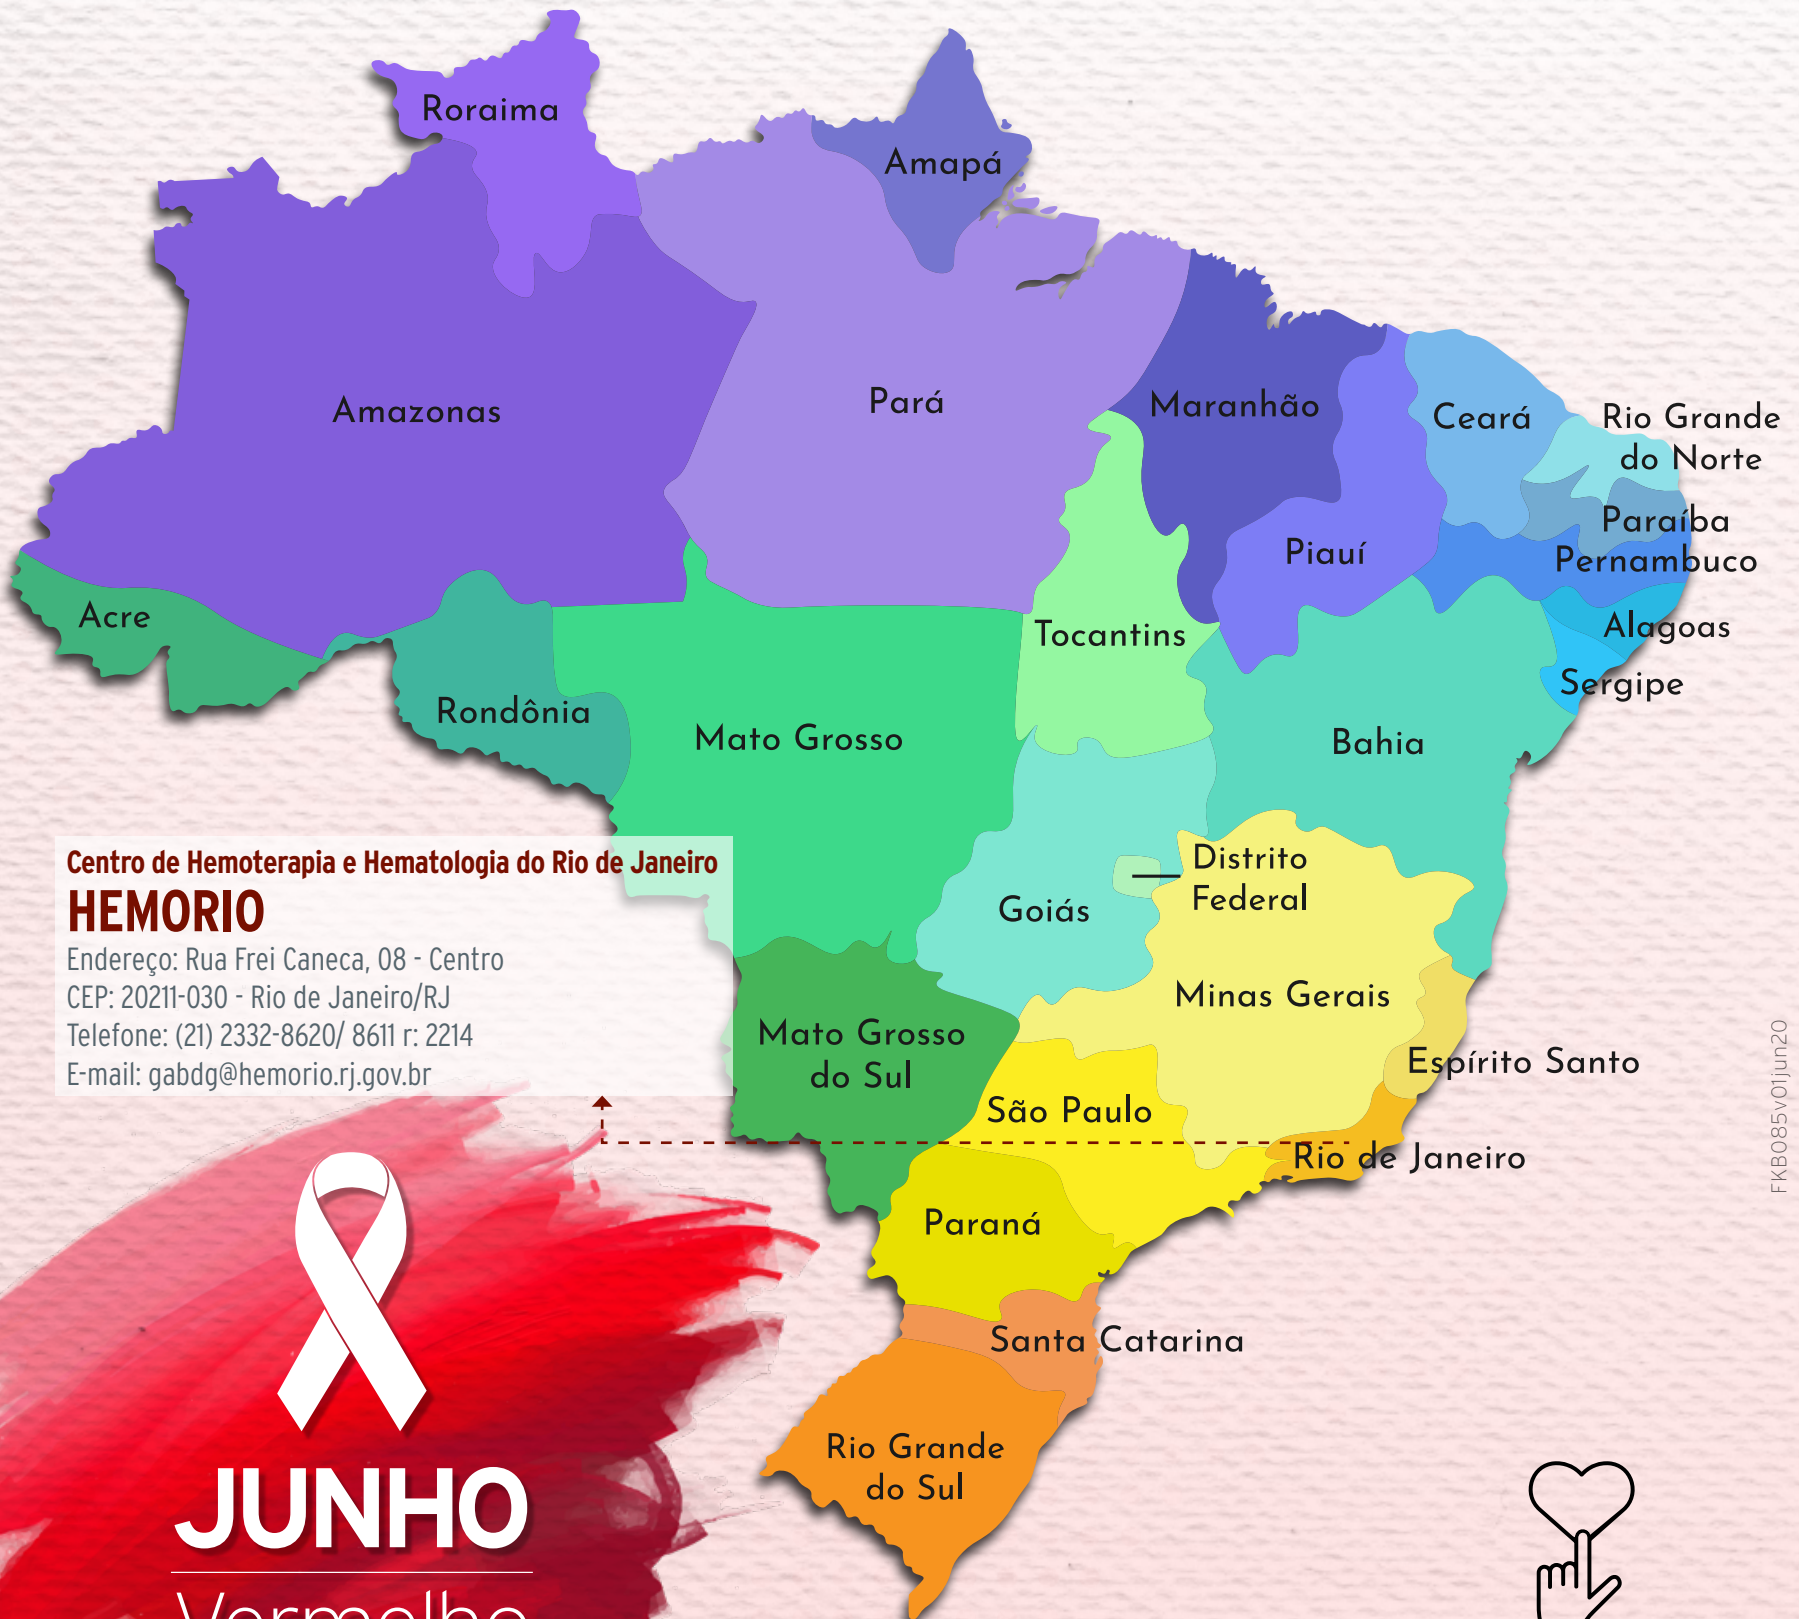 Roraima
Amapá
Amazonas
Pará
Maranhão
Ceará
Rio Grande
do Norte
Paraíba
Pernambuco
Piauí
Acre
Tocantins
Alagoas
Sergipe
Rondônia
Mato Grosso
Bahia
Centro de Hemoterapia e Hematologia do Rio de Janeiro
HEMORIO
Endereço: Rua Frei Caneca, 08 - Centro
CEP: 20211-030 - Rio de Janeiro/RJ
Telefone: (21) 2332-8620/ 8611 r: 2214
E-mail: gabdg@hemorio.rj.gov.br
Distrito
Federal
Goiás
Minas Gerais
Mato Grosso
do Sul
Espírito Santo
São Paulo
Rio de Janeiro
Paraná
Santa Catarina
Rio Grande
do Sul
FKB085v01jun20
JUNHO
Vermelho